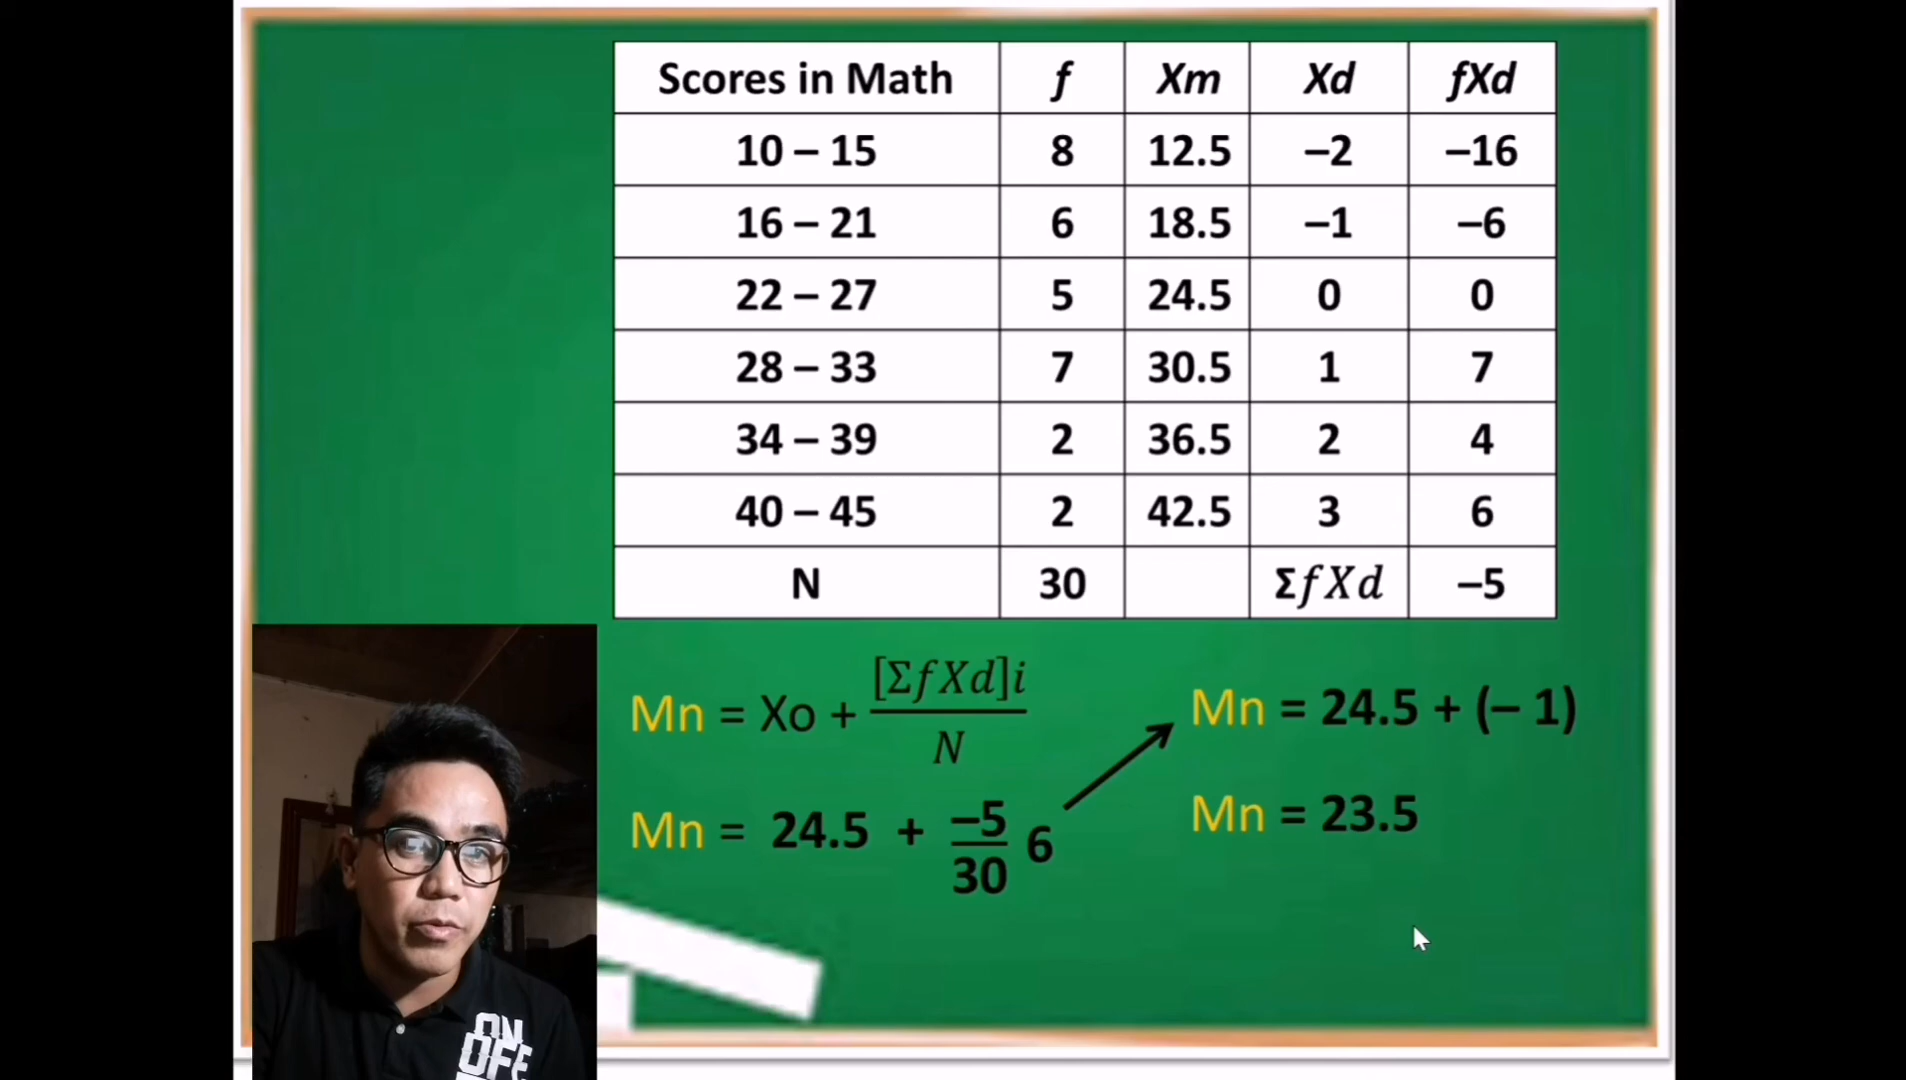 Scores in Math f Xm Xd fXd
10 – 15 8 12.5 –2 –16
16 – 21 6 18.5 –1 –6
22 – 27 5 24.5 0 0
28 – 33 7 30.5 1 7
34 – 39 2 36.5 2 4
40 – 45 2 42.5 3 6
N 30 ΣfXd –5
Mn = Xo + [ΣfXd]i / N
Mn = 24.5 + –5/30 6
Mn = 24.5 + (– 1)
Mn = 23.5
ON
OFF